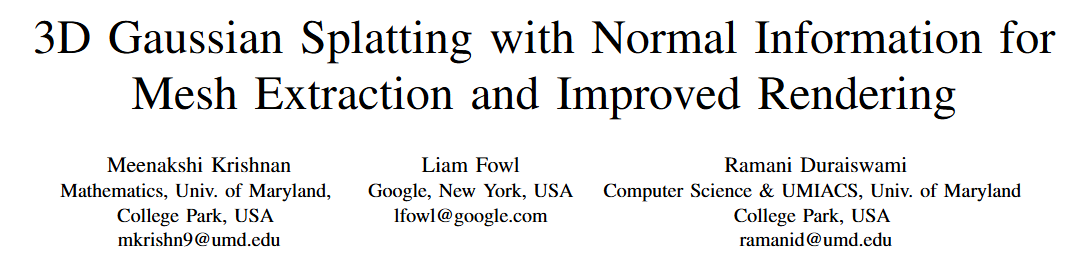 3D Gaussian Splatting with Normal Information for
Mesh Extraction and Improved Rendering
Meenakshi Krishnan
Mathematics, Univ. of Maryland,
College Park, USA
mkrishn9@umd.edu
Liam Fowl
Google, New York, USA
lfowl@google.com
Ramani Duraiswami
Computer Science & UMIACS, Univ. of Maryland
College Park, USA
ramanid@umd.edu